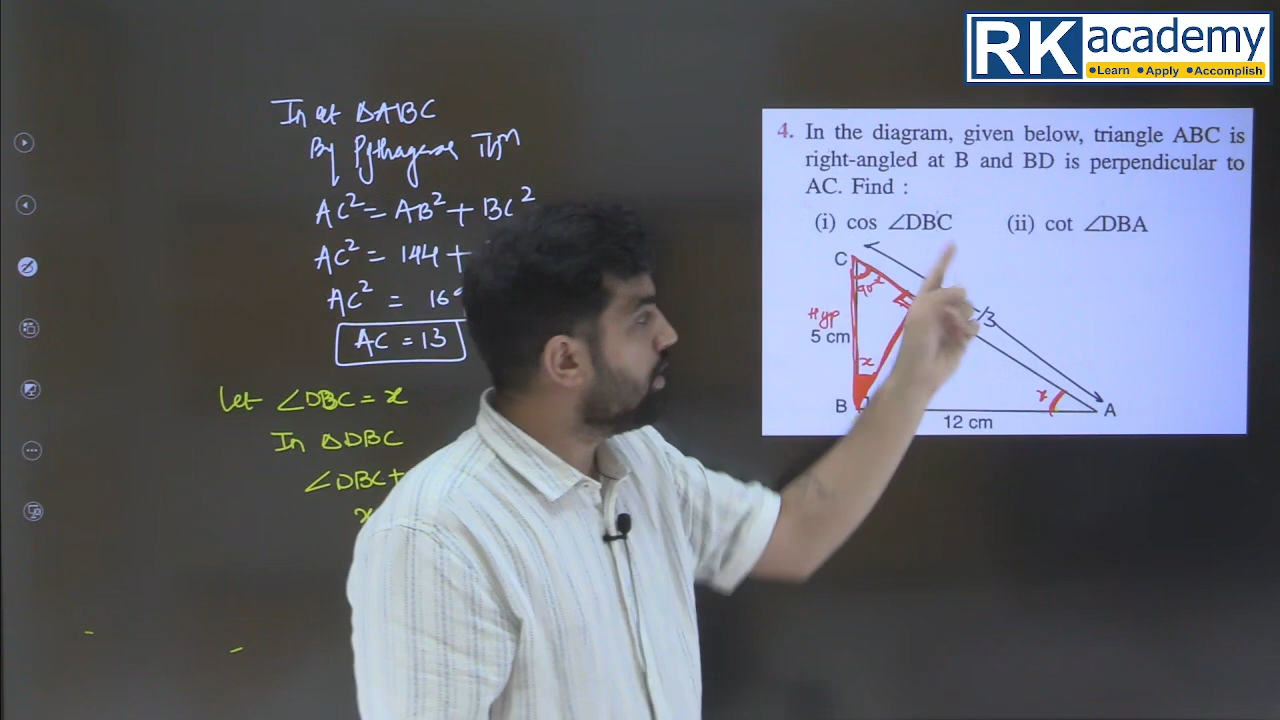 RK academy
•Learn •Apply •Accomplish
In rt ΔABC
By Pythagoras Thm
AC² = AB² + BC²
AC² = 144 +
AC² = 16
AC = 13
Let ∠DBC = x
In ΔDBC
∠DBC +
x
4. In the diagram, given below, triangle ABC is
right-angled at B and BD is perpendicular to
AC. Find :
(i) cos ∠DBC (ii) cot ∠DBA
C
90-x
13
Hyp
5 cm
x
x
B
A
12 cm